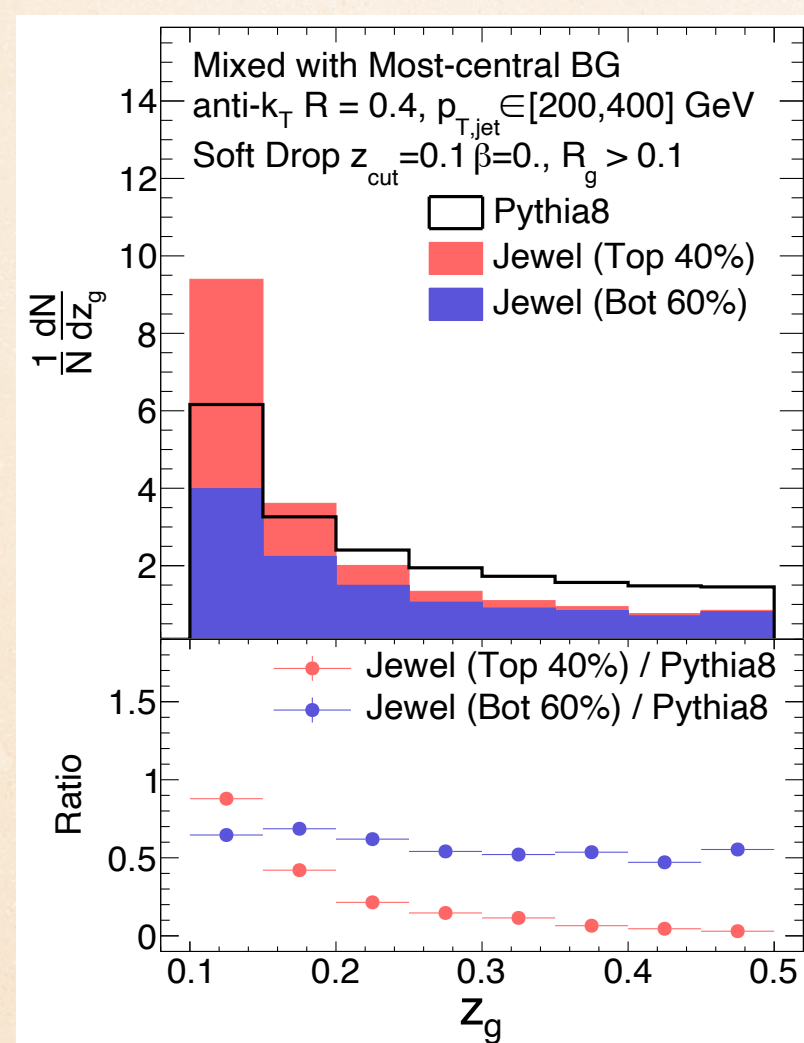 Mixed with Most-central BG
anti-k_T R = 0.4, p_T,jet ∈[200,400] GeV
Soft Drop z_cut=0.1 β=0., R_g > 0.1
Pythia8
Jewel (Top 40%)
Jewel (Bot 60%)
1/N dN/dz_g
14
12
10
8
6
4
2
Jewel (Top 40%) / Pythia8
Jewel (Bot 60%) / Pythia8
Ratio
1.5
1
0.5
0
0.1 0.2 0.3 0.4 0.5
z_g